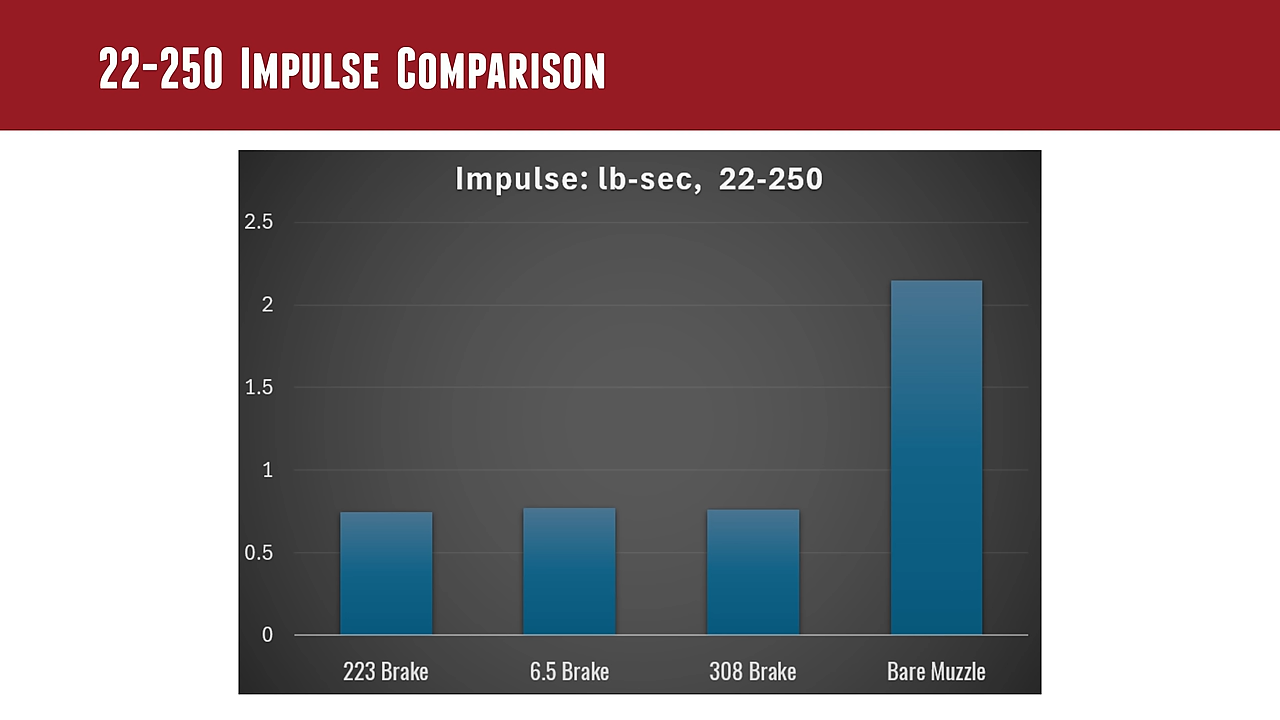 22-250 Impulse Comparison
Impulse: lb-sec, 22-250
2.5
2
1.5
1
0.5
0
223 Brake
6.5 Brake
308 Brake
Bare Muzzle